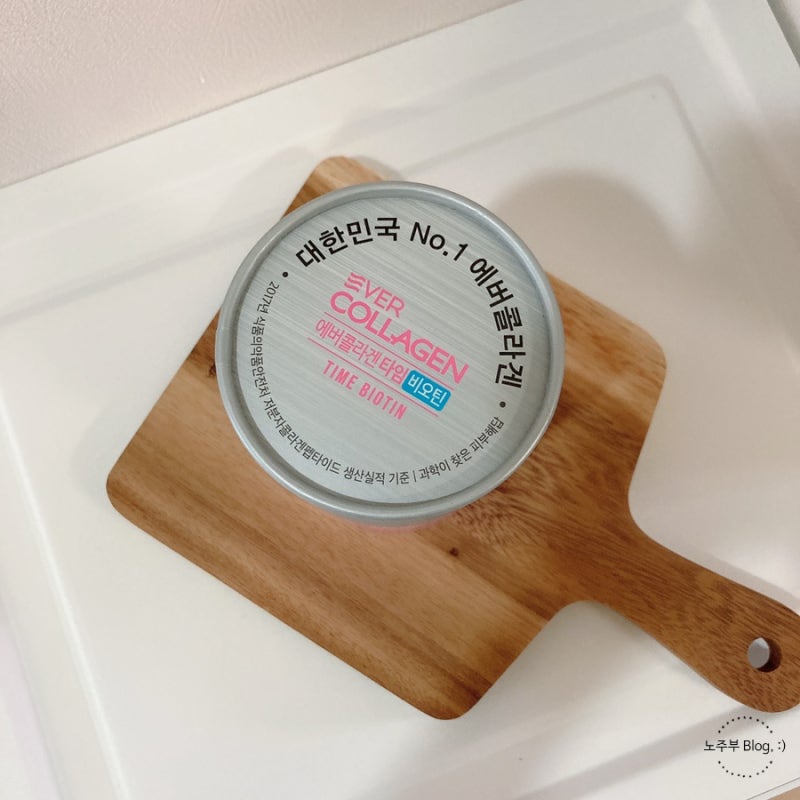 대한민국 No.1 에버콜라겐
EVER
COLLAGEN
에버콜라겐 타임 비오틴
TIME BIOTIN
2017년 식품의약품안전처 저분자콜라겐펩타이드 생산실적 기준 | 과학이 찾은 피부해답
노주부 Blog. :)